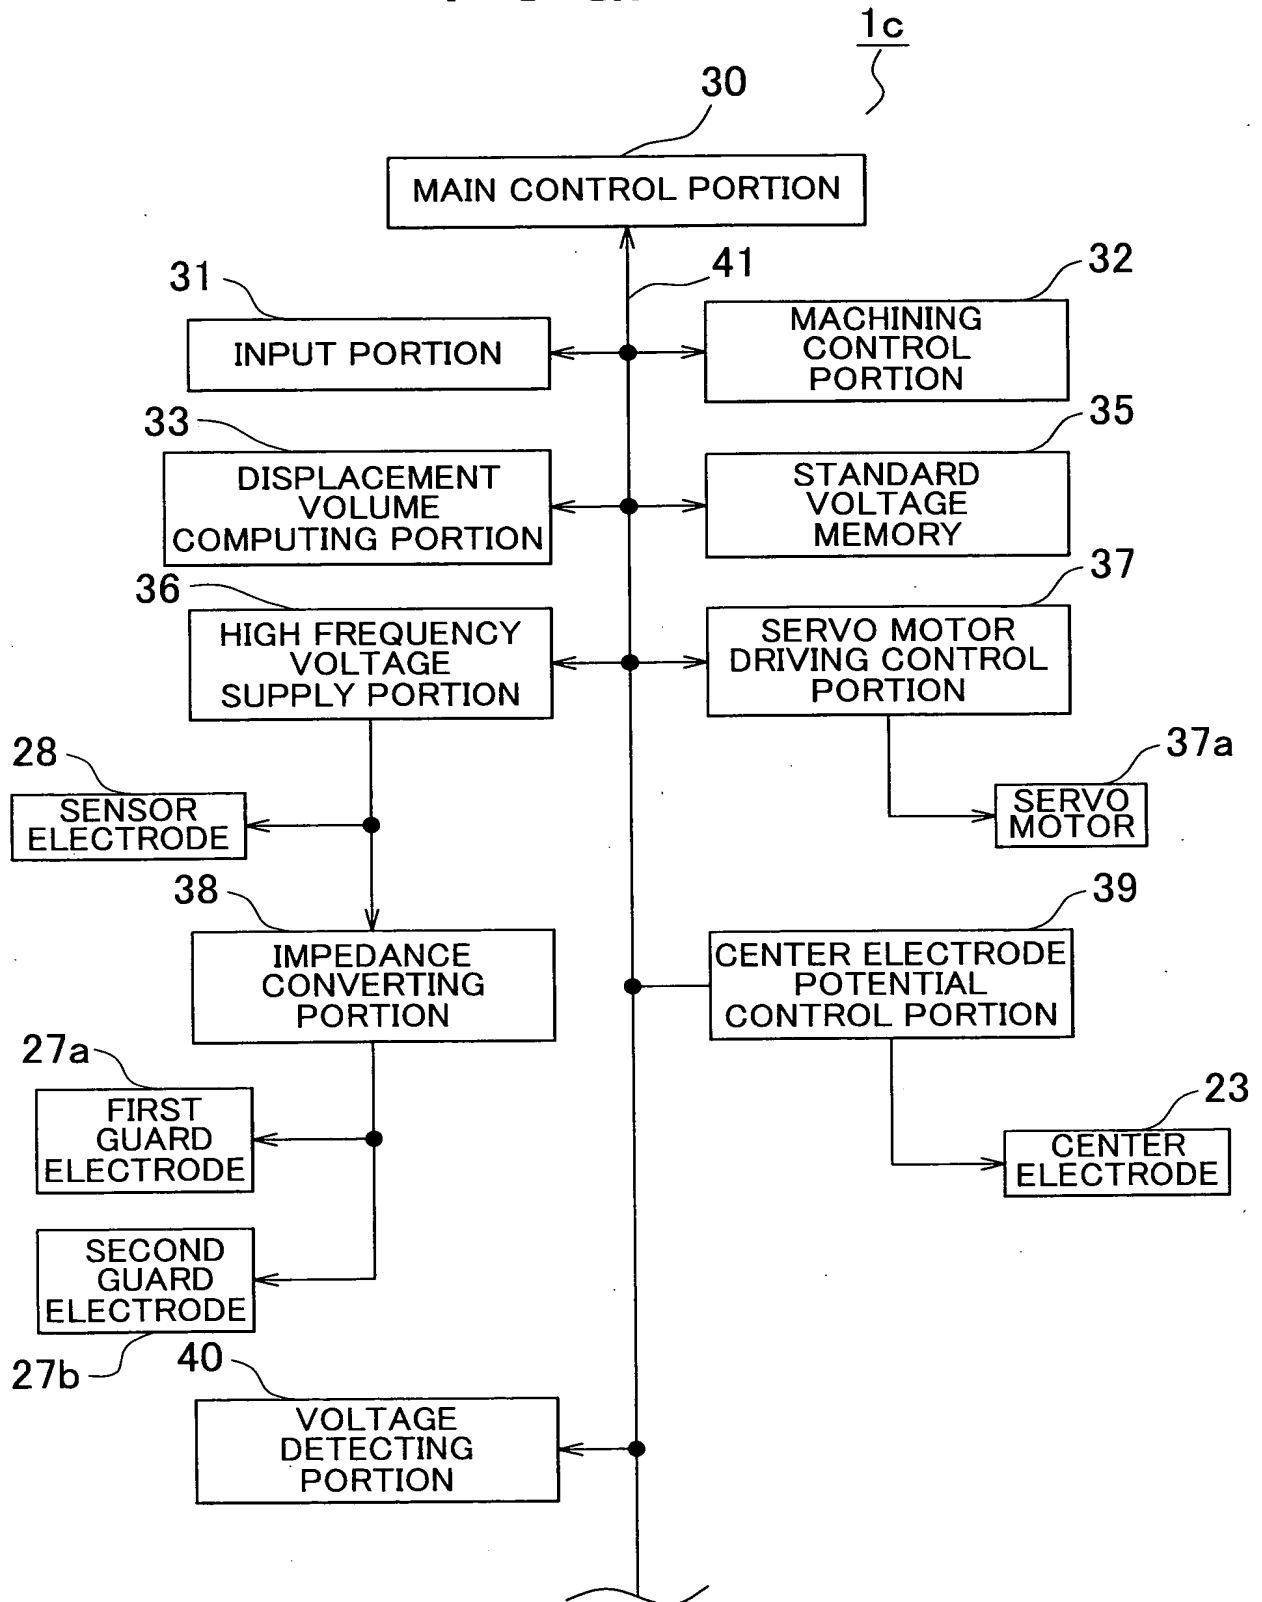 1c
30
MAIN CONTROL PORTION
31
41
32
INPUT PORTION
MACHINING
CONTROL
PORTION
33
35
DISPLACEMENT
VOLUME
COMPUTING PORTION
STANDARD
VOLTAGE
MEMORY
36
37
HIGH FREQUENCY
VOLTAGE
SUPPLY PORTION
SERVO MOTOR
DRIVING CONTROL
PORTION
28
37a
SENSOR
ELECTRODE
SERVO
MOTOR
38
39
IMPEDANCE
CONVERTING
PORTION
CENTER ELECTRODE
POTENTIAL
CONTROL PORTION
27a
23
FIRST
GUARD
ELECTRODE
CENTER
ELECTRODE
SECOND
GUARD
ELECTRODE
27b
40
VOLTAGE
DETECTING
PORTION